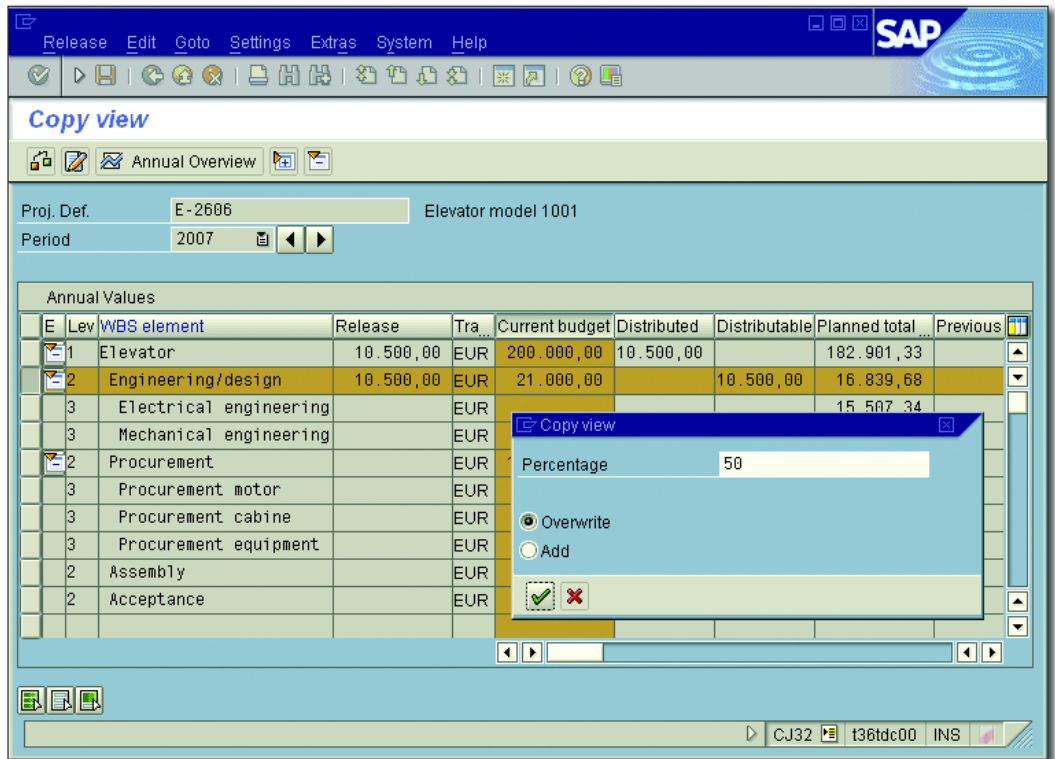 Release Edit Goto Settings Extras System Help
SAP
Copy view
Annual Overview
Proj. Def. E-2606 Elevator model 1001
Period 2007
Annual Values
E Lev WBS element Release Tra... Current budget Distributed Distributable Planned total ... Previous
1 Elevator 10.500,00 EUR 200.000,00 10.500,00 182.901,33
2 Engineering/design 10.500,00 EUR 21.000,00 10.500,00 16.839,68
3 Electrical engineering EUR 15.507,34
3 Mechanical engineering EUR
2 Procurement EUR
3 Procurement motor EUR
3 Procurement cabine EUR
3 Procurement equipment EUR
2 Assembly EUR
2 Acceptance EUR
Copy view
Percentage 50
Overwrite
Add
CJ32 t36tdc00 INS